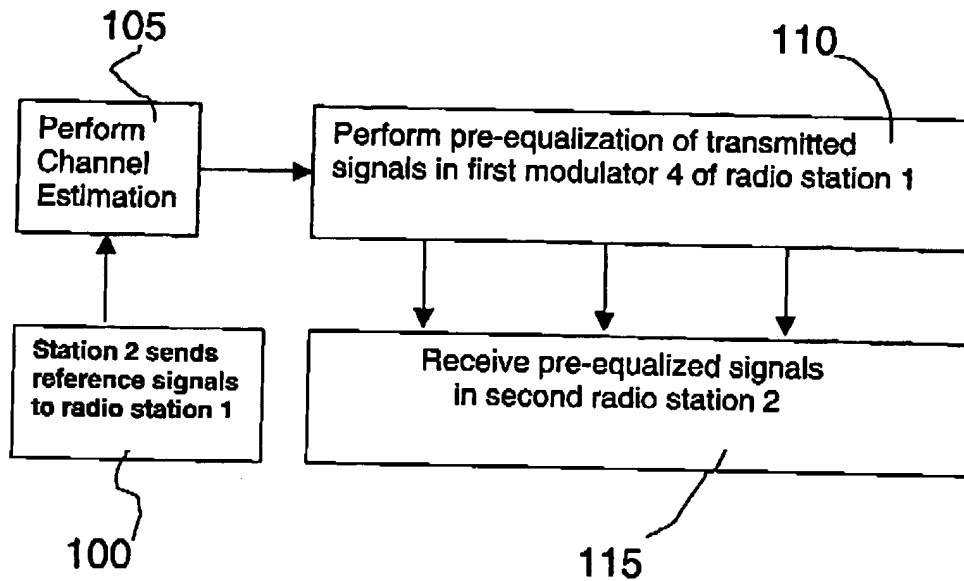 105
110
Perform
Channel
Estimation
Perform pre-equalization of transmitted
signals in first modulator 4 of radio station 1
Station 2 sends
reference signals
to radio station 1
Receive pre-equalized signals
in second radio station 2
100
115